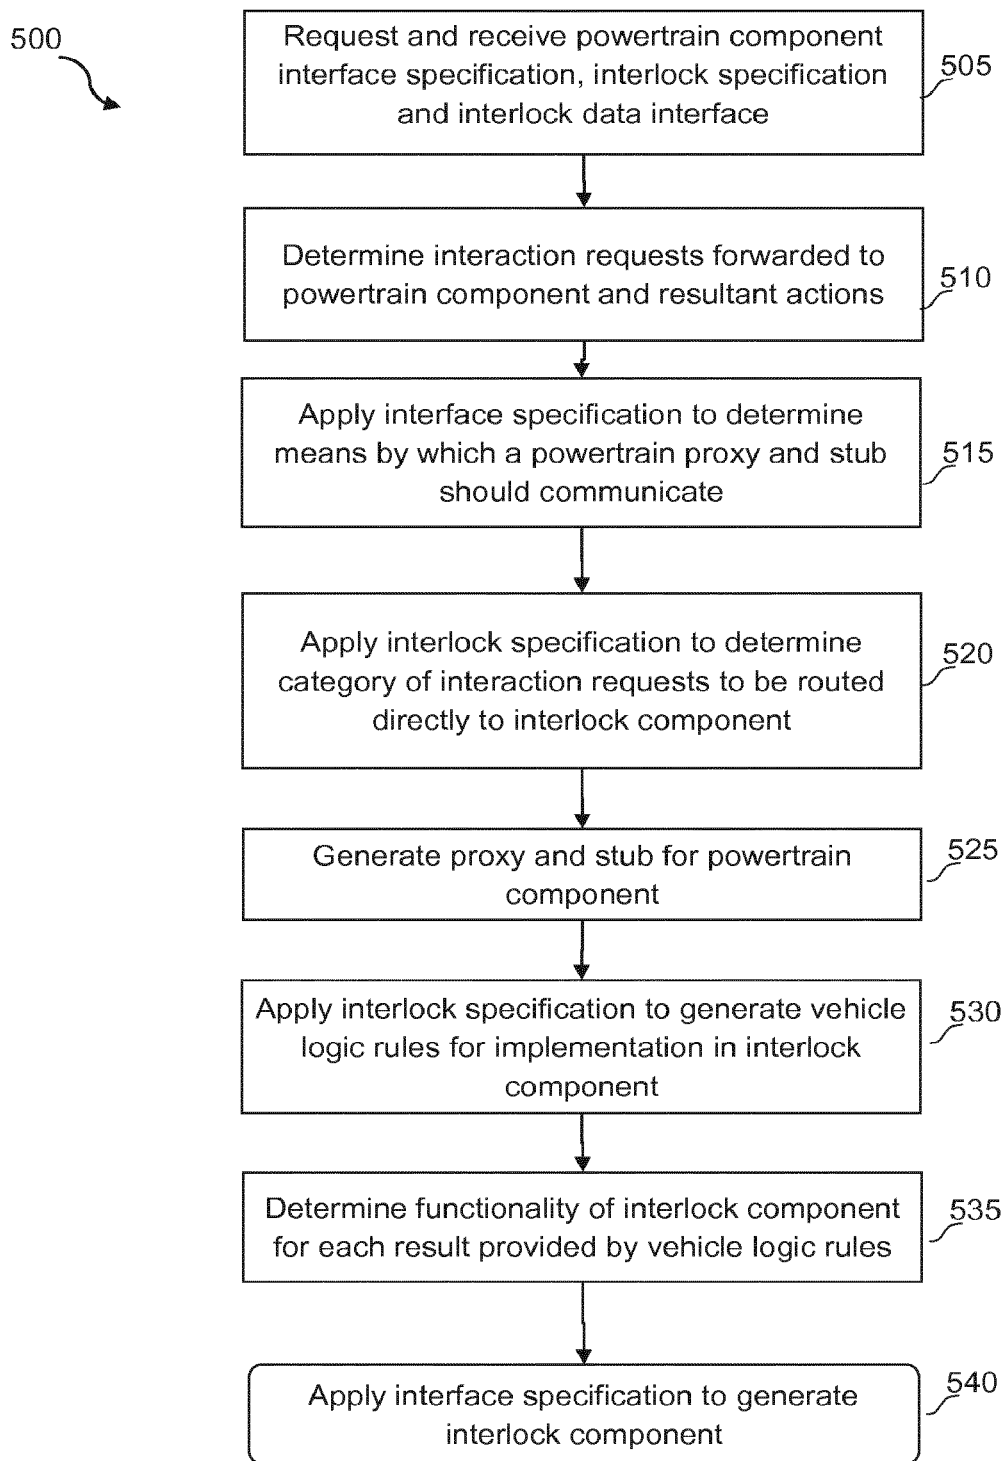 500
Request and receive powertrain component
interface specification, interlock specification
and interlock data interface
505
Determine interaction requests forwarded to
powertrain component and resultant actions
510
Apply interface specification to determine
means by which a powertrain proxy and stub
should communicate
515
Apply interlock specification to determine
category of interaction requests to be routed
directly to interlock component
520
Generate proxy and stub for powertrain
component
525
Apply interlock specification to generate vehicle
logic rules for implementation in interlock
component
530
Determine functionality of interlock component
for each result provided by vehicle logic rules
535
Apply interface specification to generate
interlock component
540